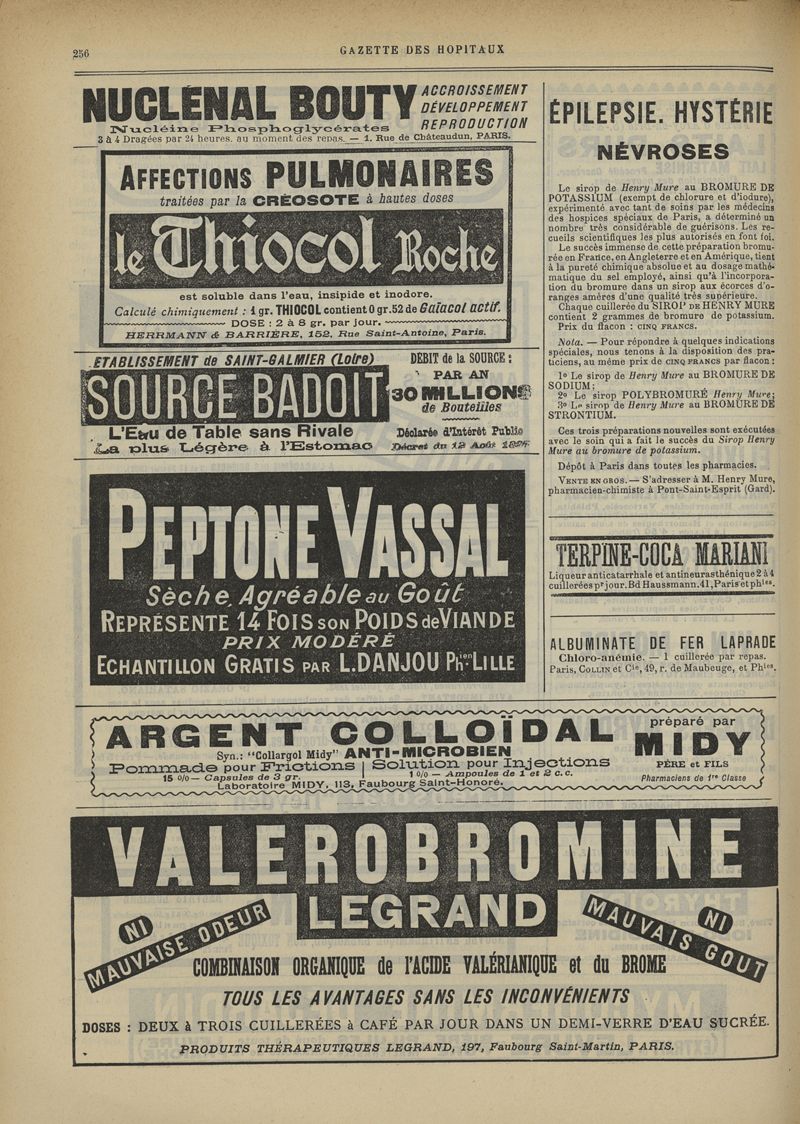 256
GAZETTE DES HOPITAUX
NUCLÉNAL BOUTY
ACCROISSEMENT
DÉVELOPPEMENT
REPRODUCTION
Nucléine Phosphoglycérates
3 à 4 Dragées par 24 heures, au moment des repas. — 1, Rue de Châteaudun, PARIS.
AFFECTIONS PULMONAIRES
traitées par la CRÉOSOTE à hautes doses
le Thiocol Roche
est soluble dans l'eau, insipide et inodore.
Calculé chimiquement : 1 gr. THIOCOL contient 0 gr. 52 de Gaïacol actif.
DOSE : 2 à 8 gr. par jour.
HERRMANN & BARRIÈRE, 152, Rue Saint-Antoine, Paris.
ETABLISSEMENT de SAINT-GALMIER (Loire)
SOURCE BADOIT
L'Eau de Table sans Rivale
La plus Légère à l'Estomac
DÉBIT de la SOURCE :
PAR AN
30 MILLIONS
de Bouteilles
Déclarée d'Intérêt Public
Décret du 12 Août 1897
PEPTONE VASSAL
Sèche, Agréable au Goût
REPRÉSENTE 14 FOIS SON POIDS de VIANDE
PRIX MODÉRÉ
ECHANTILLON GRATIS PAR L. DANJOU Phien-LILLE
ÉPILEPSIE. HYSTÉRIE
NÉVROSES
Le sirop de Henry Mure au BROMURE DE
POTASSIUM (exempt de chlorure et d'iodure),
expérimenté avec tant de soins par les médecins
des hospices spéciaux de Paris, a déterminé un
nombre très considérable de guérisons. Les re-
cueils scientifiques les plus autorisés en font foi.
Le succès immense de cette préparation bromu-
rée en France, en Angleterre et en Amérique, tient
à la pureté chimique absolue et au dosage mathé-
matique du sel employé, ainsi qu'à l'incorpora-
tion du bromure dans un sirop aux écorces d'o-
ranges amères d'une qualité très supérieure.
Chaque cuillerée du SIROP DE HENRY MURE
contient 2 grammes de bromure de potassium.
Prix du flacon : CINQ FRANCS.
Nota. — Pour répondre à quelques indications
spéciales, nous tenons à la disposition des pra-
ticiens, au même prix de CINQ FRANCS par flacon :
1º Le sirop de Henry Mure au BROMURE DE
SODIUM;
2º Le sirop POLYBROMURÉ Henry Mure;
3º Le sirop de Henry Mure au BROMURE DE
STRONTIUM.
Ces trois préparations nouvelles sont exécutées
avec le soin qui a fait le succès du Sirop Henry
Mure au bromure de potassium.
Dépôt à Paris dans toutes les pharmacies.
VENTE EN GROS. — S'adresser à M. Henry Mure,
pharmacien-chimiste à Pont-Saint-Esprit (Gard).
TERPINE-COCA MARIANI
Liqueur anticatarrhale et antineurasthénique 2 à 4
cuillerées pr jour. Bd Haussmann. 41, Paris et phies.
ALBUMINATE DE FER LAPRADE
Chloro-anémie. — 1 cuillerée par repas.
Paris, COLLIN et Cie, 49, r. de Maubeuge, et Phies.
ARGENT COLLOÏDAL
Syn.: "Collargol Midy" ANTI-MICROBIEN
Pommade pour Frictions | Solution pour Injections
15 o/o — Capsules de 3 gr.
1 o/o — Ampoules de 1 et 2 c.c.
Laboratoire MIDY, 113, Faubourg Saint-Honoré.
préparé par
MIDY
PÈRE et FILS
Pharmaciens de 1re Classe
VALEROBROMINE
LEGRAND
NI
MAUVAISE ODEUR
NI
MAUVAIS GOUT
COMBINAISON ORGANIQUE de l'ACIDE VALÉRIANIQUE et du BROME
TOUS LES AVANTAGES SANS LES INCONVÉNIENTS
DOSES : DEUX à TROIS CUILLERÉES à CAFÉ PAR JOUR DANS UN DEMI-VERRE D'EAU SUCRÉE.
PRODUITS THÉRAPEUTIQUES LEGRAND, 197, Faubourg Saint-Martin, PARIS.